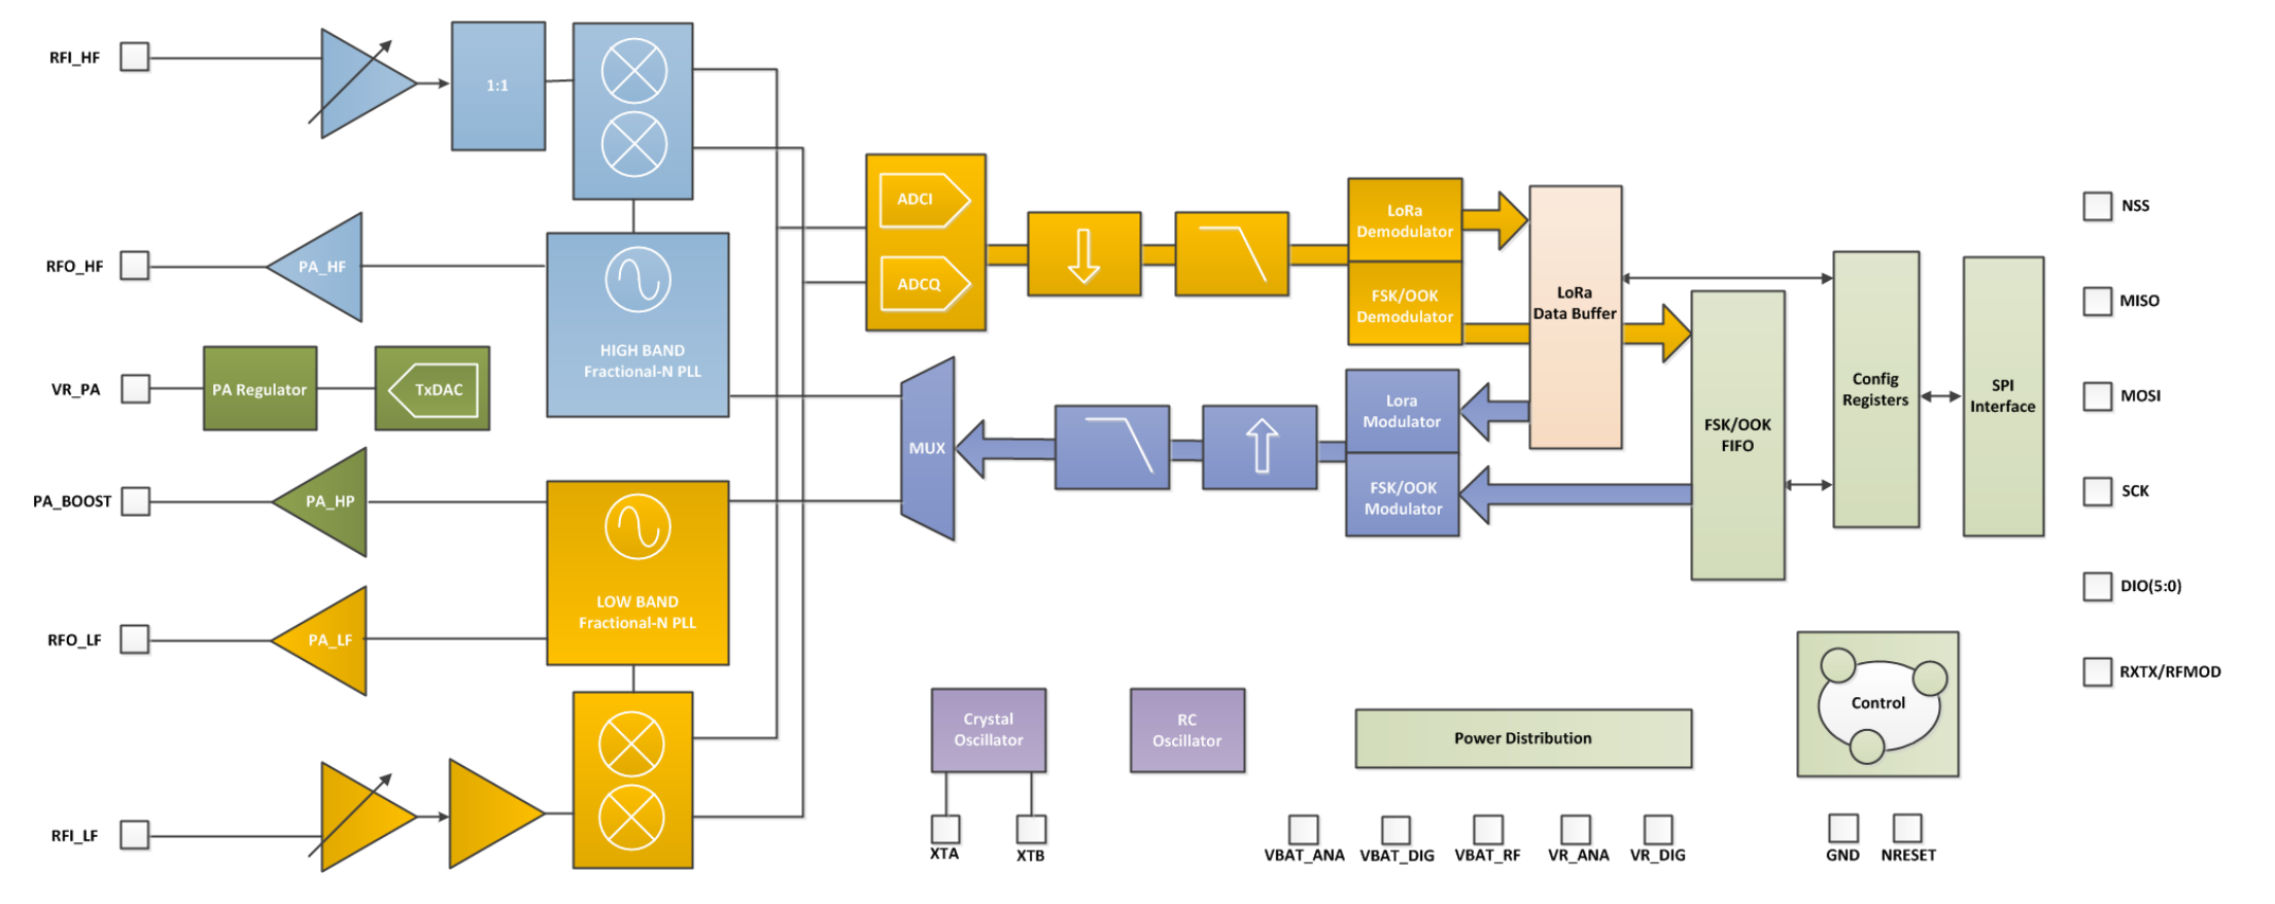 RFI_HF
1:1
RFO_HF
PA_HF
HIGH BAND
Fractional-N PLL
VR_PA
PA Regulator
TxDAC
PA_BOOST
PA_HP
LOW BAND
Fractional-N PLL
RFO_LF
PA_LF
RFI_LF
ADCI
ADCQ
MUX
LoRa
Demodulator
FSK/OOK
Demodulator
Lora
Modulator
FSK/OOK
Modulator
LoRa
Data Buffer
FSK/OOK
FIFO
Config
Registers
SPI
Interface
NSS
MISO
MOSI
SCK
DIO(5:0)
RXTX/RFMOD
Crystal
Oscillator
XTA
XTB
RC
Oscillator
Power Distribution
VBAT_ANA
VBAT_DIG
VBAT_RF
VR_ANA
VR_DIG
Control
GND
NRESET